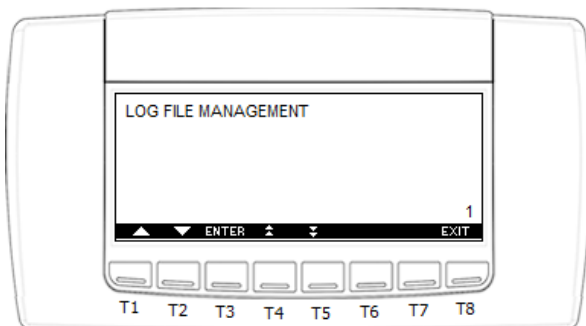 LOG FILE MANAGEMENT
1
ENTER EXIT
T1 T2 T3 T4 T5 T6 T7 T8